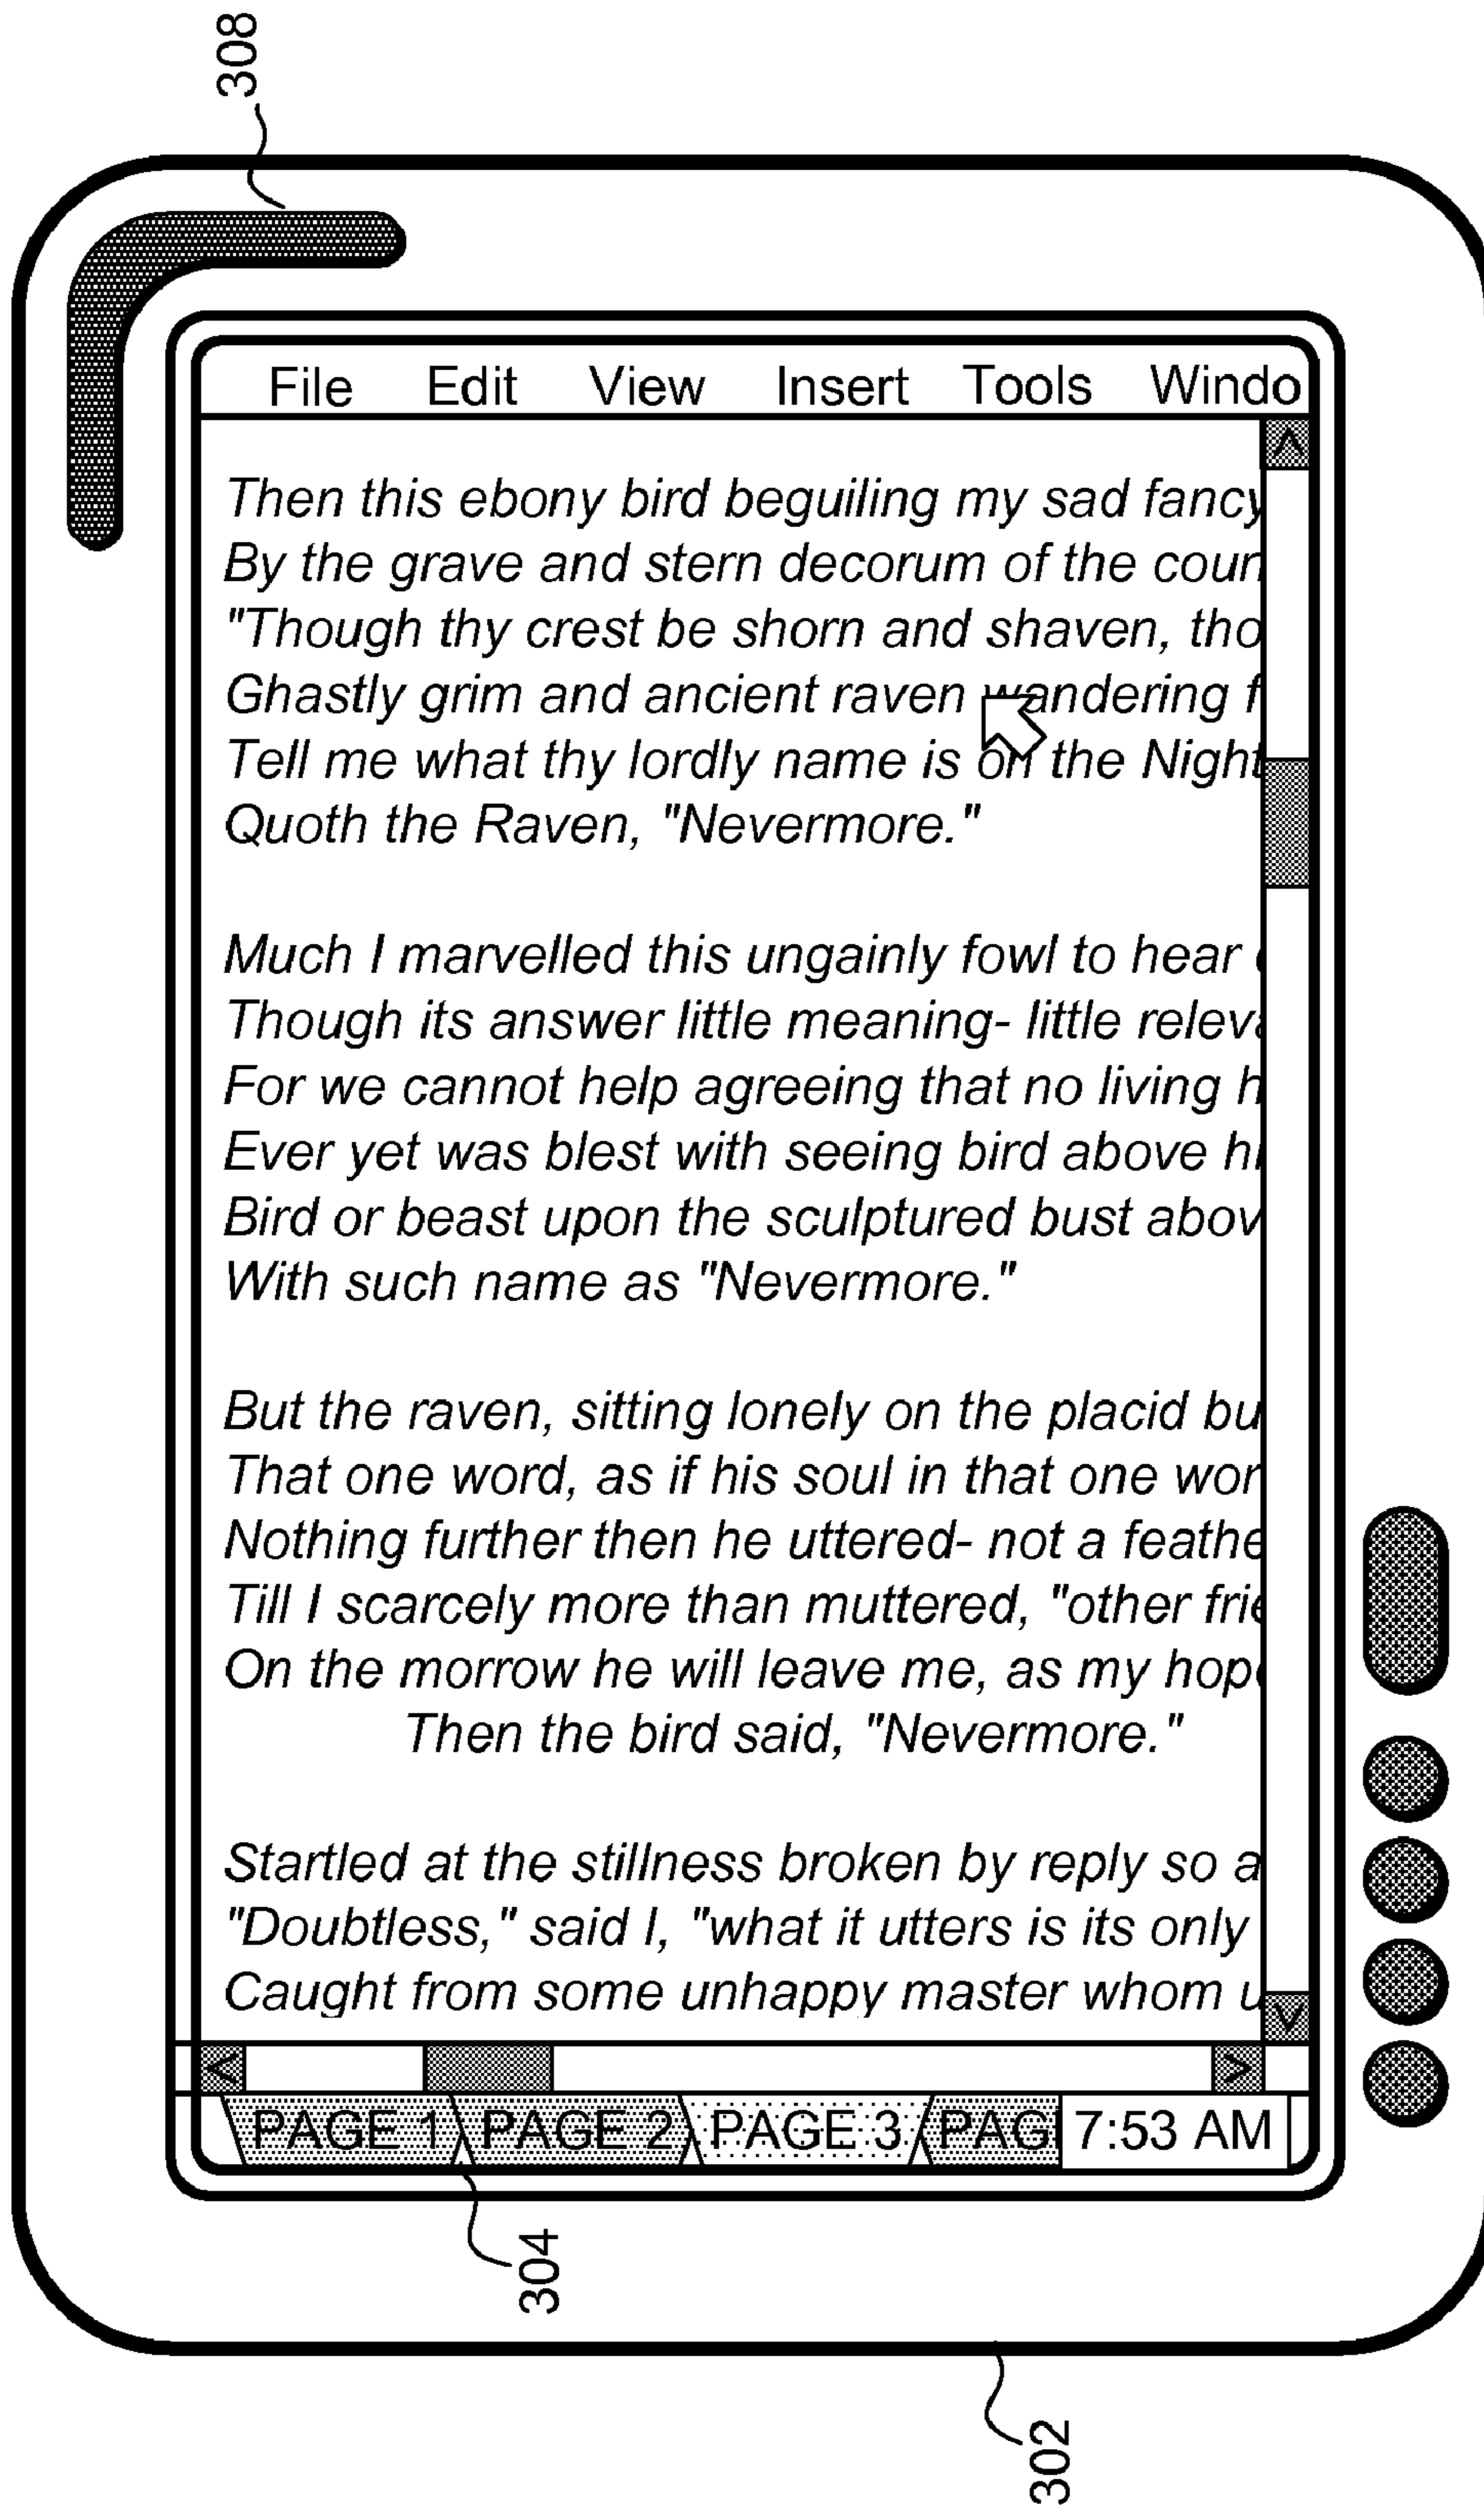 308
File Edit View Insert Tools Windo
Then this ebony bird beguiling my sad fancy
By the grave and stern decorum of the coun
"Though thy crest be shorn and shaven, tho
Ghastly grim and ancient raven wandering f
Tell me what thy lordly name is on the Night
Quoth the Raven, "Nevermore."
Much I marvelled this ungainly fowl to hear
Though its answer little meaning- little releva
For we cannot help agreeing that no living h
Ever yet was blest with seeing bird above hi
Bird or beast upon the sculptured bust abov
With such name as "Nevermore."
But the raven, sitting lonely on the placid bu
That one word, as if his soul in that one wor
Nothing further then he uttered- not a feathe
Till I scarcely more than muttered, "other frie
On the morrow he will leave me, as my hope
Then the bird said, "Nevermore."
Startled at the stillness broken by reply so a
"Doubtless," said I, "what it utters is its only
Caught from some unhappy master whom u
PAGE 1 PAGE 2 PAGE 3 PAG 7:53 AM
304
302